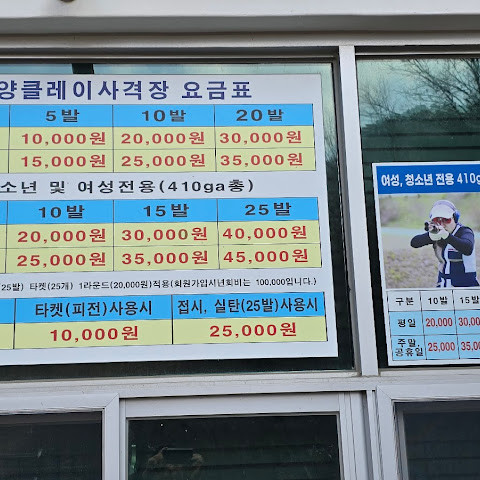 양클레이사격장 요금표
5발 10발 20발
10,000원 20,000원 30,000원
15,000원 25,000원 35,000원
소년 및 여성전용(410ga총)
10발 15발 25발
20,000원 30,000원 40,000원
25,000원 35,000원 45,000원
25발) 타켓(25개) 1라운드(20,000원)적용(회원가입시년회비는 100,000입니다.)
타켓(피전)사용시 접시, 실탄(25발)사용시
10,000원 25,000원
여성, 청소년 전용 410g
구분 10발 15발
평일 20,000 30,00
주말, 공휴일 25,000 35,00